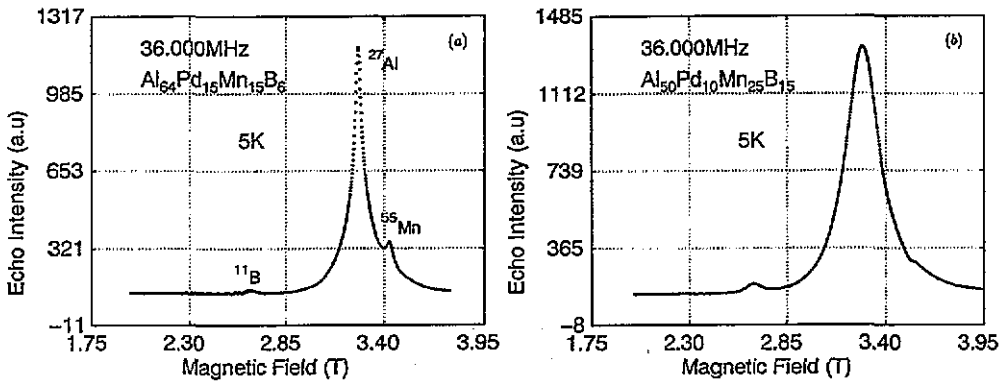 1317
985
653
321
−11
Echo Intensity (a.u)
36.000MHz
Al64Pd15Mn15B6
5K
(a)
27Al
55Mn
11B
1.75 2.30 2.85 3.40 3.95
Magnetic Field (T)
1485
1112
739
365
−8
Echo Intensity (a.u)
36.000MHz
Al50Pd10Mn25B15
5K
(b)
1.75 2.30 2.85 3.40 3.95
Magnetic Field (T)